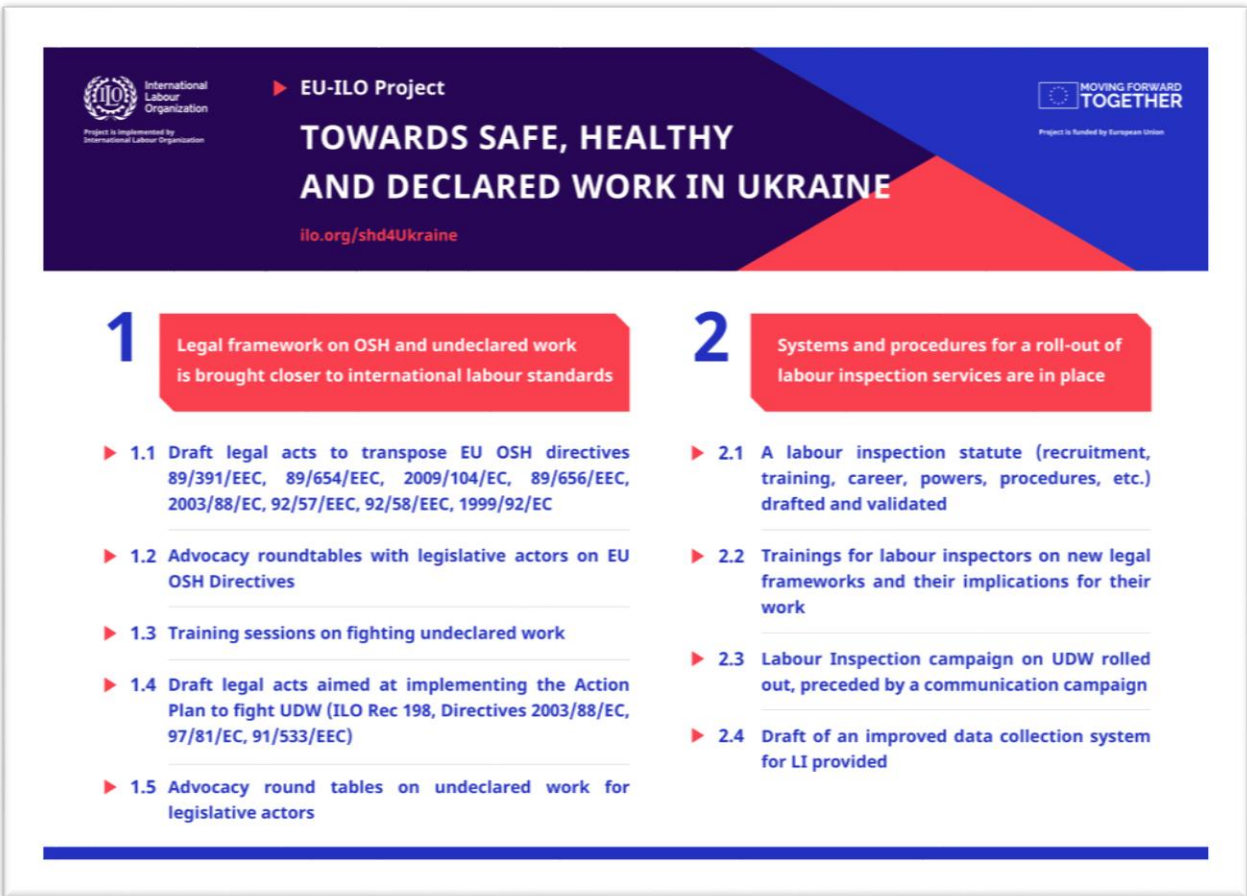 International
Labour
Organization
Project is implemented by
International Labour Organization
EU-ILO Project
TOWARDS SAFE, HEALTHY
AND DECLARED WORK IN UKRAINE
ilo.org/shd4Ukraine
MOVING FORWARD
TOGETHER
Project is funded by European Union
1
Legal framework on OSH and undeclared work
is brought closer to international labour standards
1.1 Draft legal acts to transpose EU OSH directives
89/391/EEC, 89/654/EEC, 2009/104/EC, 89/656/EEC,
2003/88/EC, 92/57/EEC, 92/58/EEC, 1999/92/EC
1.2 Advocacy roundtables with legislative actors on EU
OSH Directives
1.3 Training sessions on fighting undeclared work
1.4 Draft legal acts aimed at implementing the Action
Plan to fight UDW (ILO Rec 198, Directives 2003/88/EC,
97/81/EC, 91/533/EEC)
1.5 Advocacy round tables on undeclared work for
legislative actors
2
Systems and procedures for a roll-out of
labour inspection services are in place
2.1 A labour inspection statute (recruitment,
training, career, powers, procedures, etc.)
drafted and validated
2.2 Trainings for labour inspectors on new legal
frameworks and their implications for their
work
2.3 Labour Inspection campaign on UDW rolled
out, preceded by a communication campaign
2.4 Draft of an improved data collection system
for LI provided